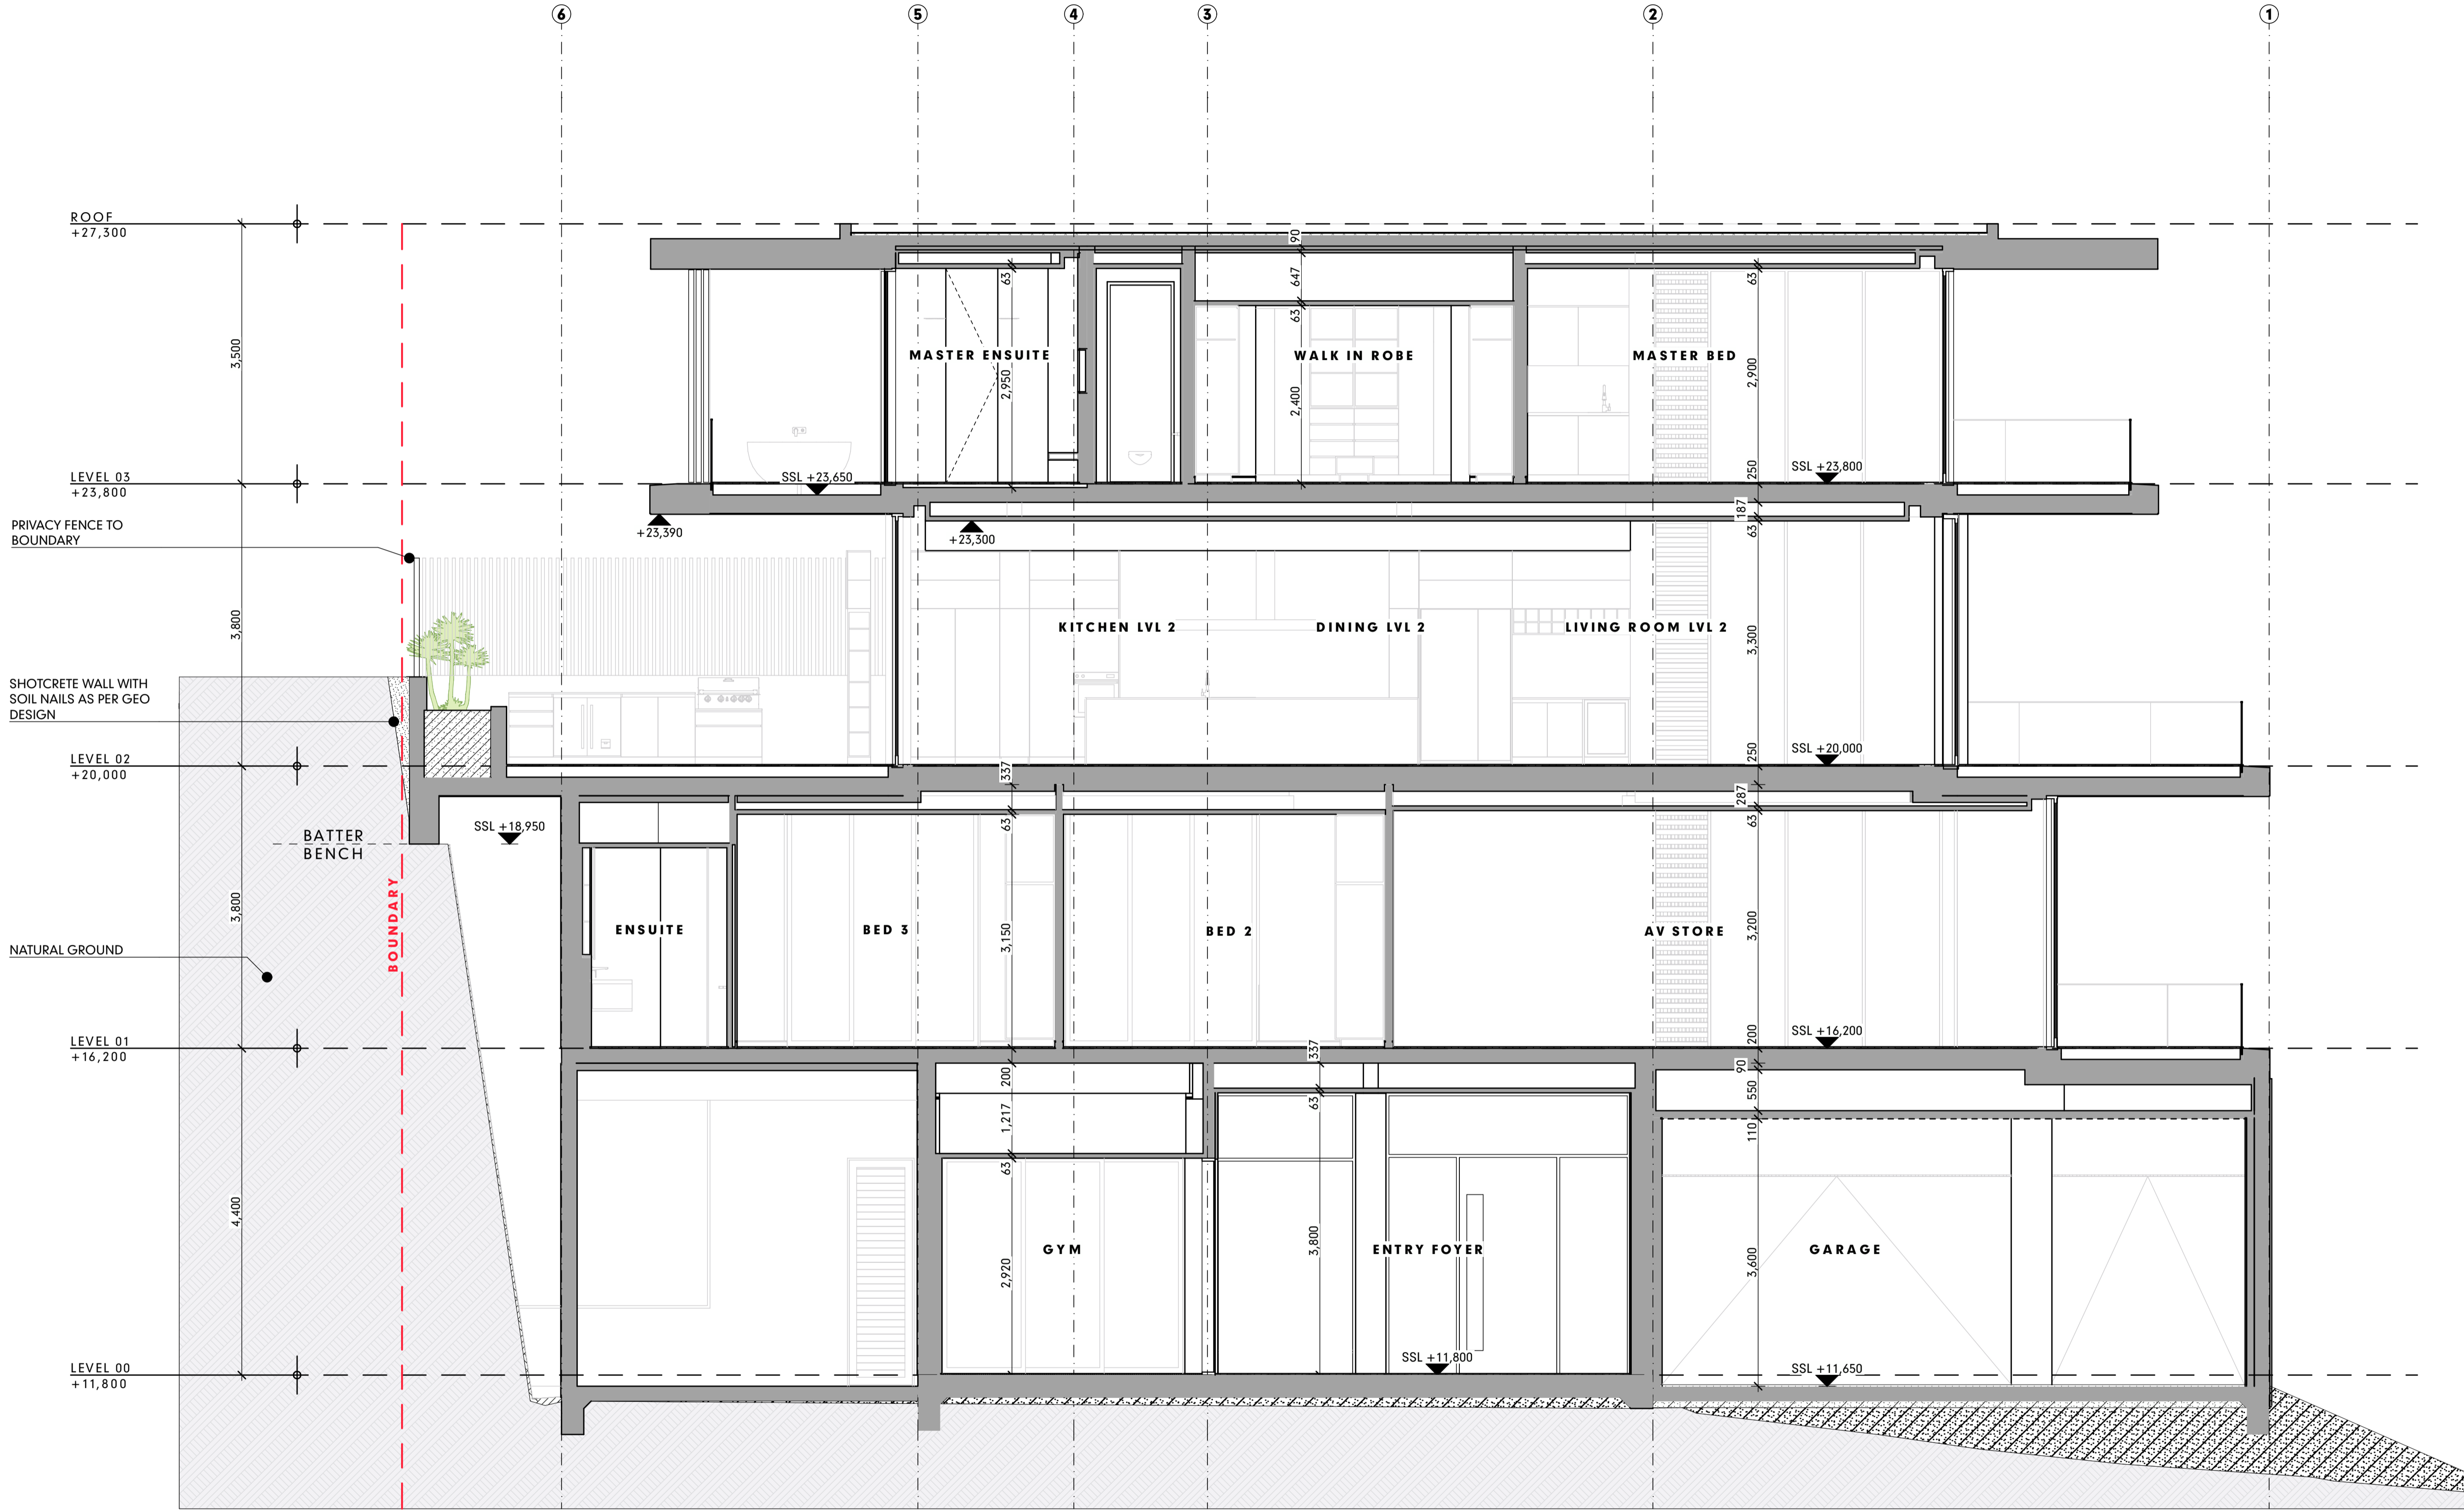 6 5 4 3 2 1
ROOF
+27,300
90
647
63
63
63
3,500
MASTER ENSUITE
WALK IN ROBE
MASTER BED
2,950
2,400
2,900
LEVEL 03
+23,800
SSL +23,650
250
SSL +23,800
187
63
PRIVACY FENCE TO
BOUNDARY
+23,390
+23,300
3,800
KITCHEN LVL 2
DINING LVL 2
LIVING ROOM LVL 2
3,300
SHOTCRETE WALL WITH
SOIL NAILS AS PER GEO
DESIGN
LEVEL 02
+20,000
250
SSL +20,000
337
287
63
63
BATTER
BENCH
SSL +18,950
3,800
BOUNDARY
ENSUITE
BED 3
3,150
BED 2
AV STORE
3,200
NATURAL GROUND
LEVEL 01
+16,200
200
SSL +16,200
337
90
200
550
63
1,217
110
63
4,400
GYM
2,920
3,800
ENTRY FOYER
GARAGE
3,600
LEVEL 00
+11,800
SSL +11,800
SSL +11,650